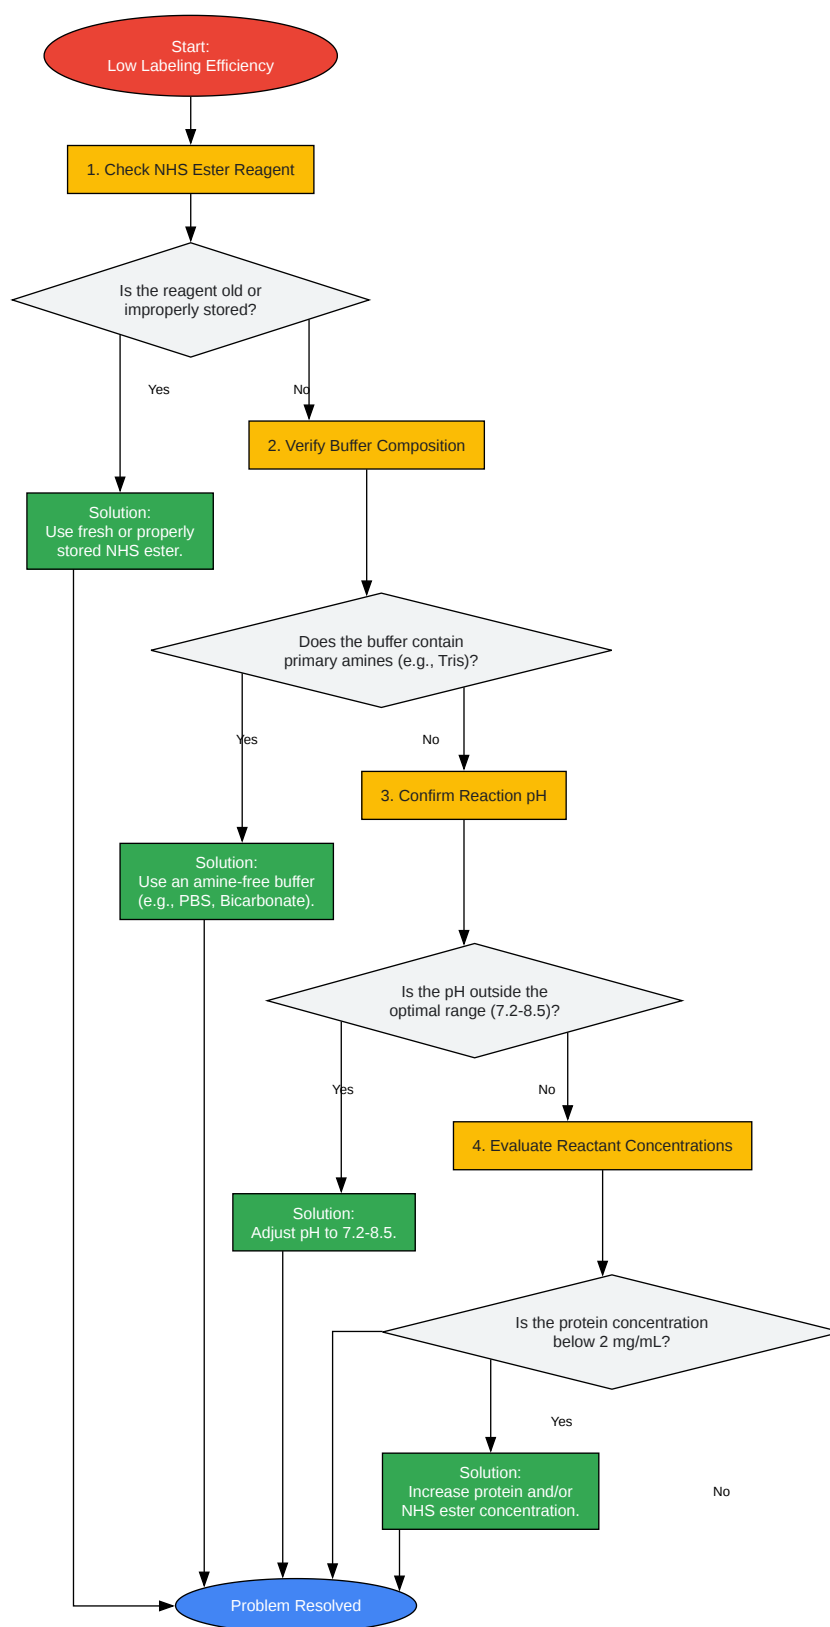 Start:
Low Labeling Efficiency
1. Check NHS Ester Reagent
Is the reagent old or
improperly stored?
Yes
No
2. Verify Buffer Composition
Solution:
Use fresh or properly
stored NHS ester.
Does the buffer contain
primary amines (e.g., Tris)?
Yes
No
3. Confirm Reaction pH
Solution:
Use an amine-free buffer
(e.g., PBS, Bicarbonate).
Is the pH outside the
optimal range (7.2-8.5)?
Yes
No
4. Evaluate Reactant Concentrations
Solution:
Adjust pH to 7.2-8.5.
Is the protein concentration
below 2 mg/mL?
Yes
Solution:
Increase protein and/or
NHS ester concentration.
No
Problem Resolved